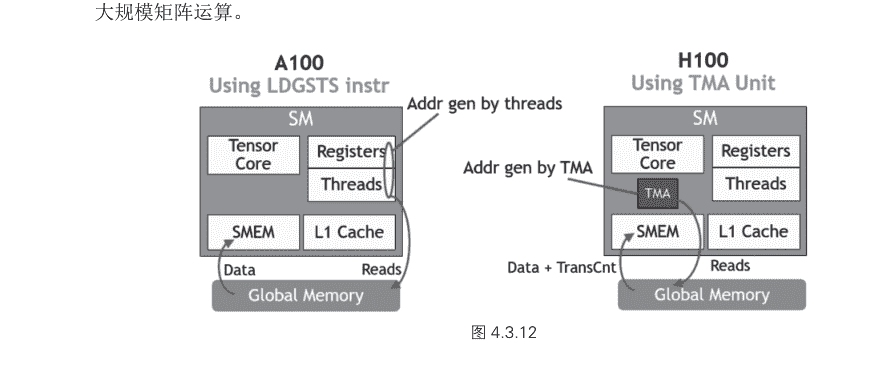 大规模矩阵运算。
A100
Using LDGSTS instr
SM
Tensor
Core
Registers
Threads
SMEM
L1 Cache
Data
Reads
Global Memory
Addr gen by threads
Addr gen by TMA
H100
Using TMA Unit
SM
Tensor
Core
Registers
Threads
TMA
SMEM
L1 Cache
Data + TransCnt
Reads
Global Memory
图 4.3.12